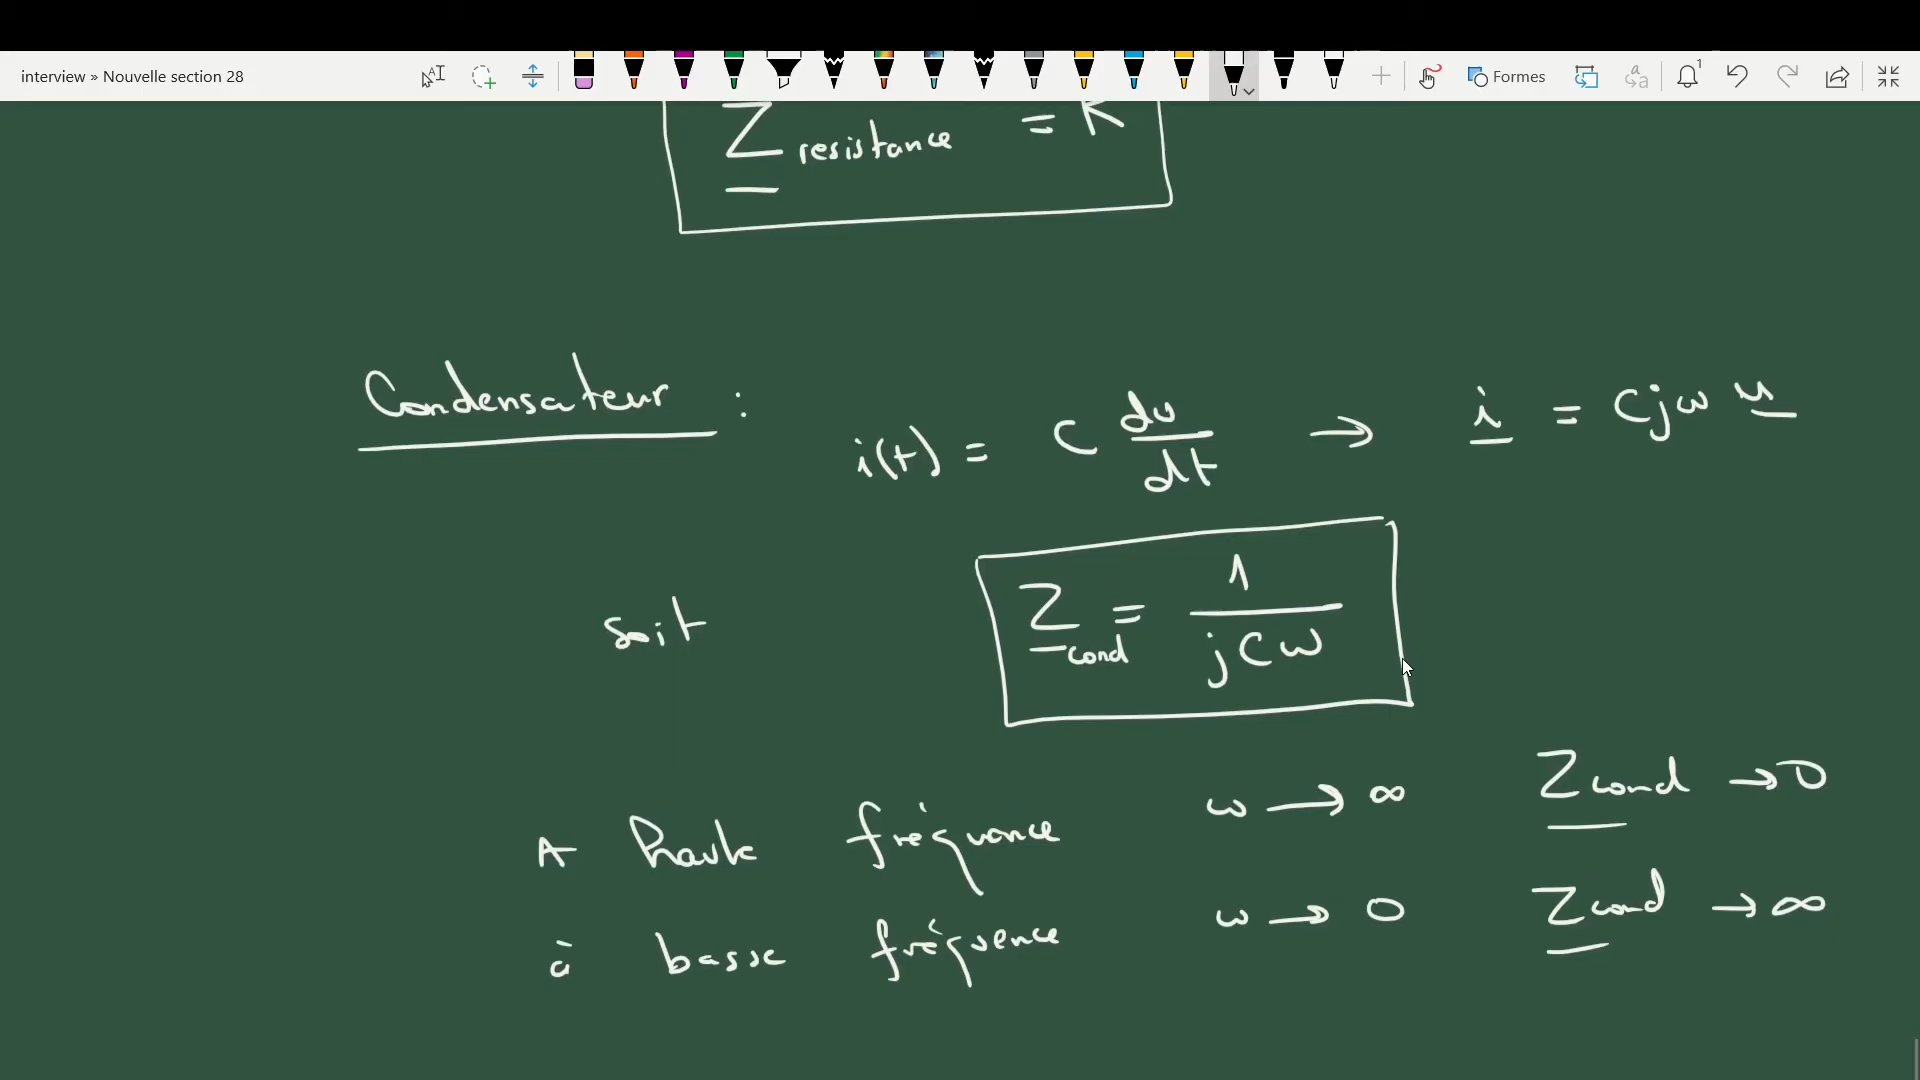 interview » Nouvelle section 28
Formes
1
Z resistance = R
Condensateur : i(t) = C du/dt → i = Cjω u
soit Z cond = 1/jCω
A haute fréquence ω → ∞ Z cond → 0
à basse fréquence ω → 0 Z cond → ∞